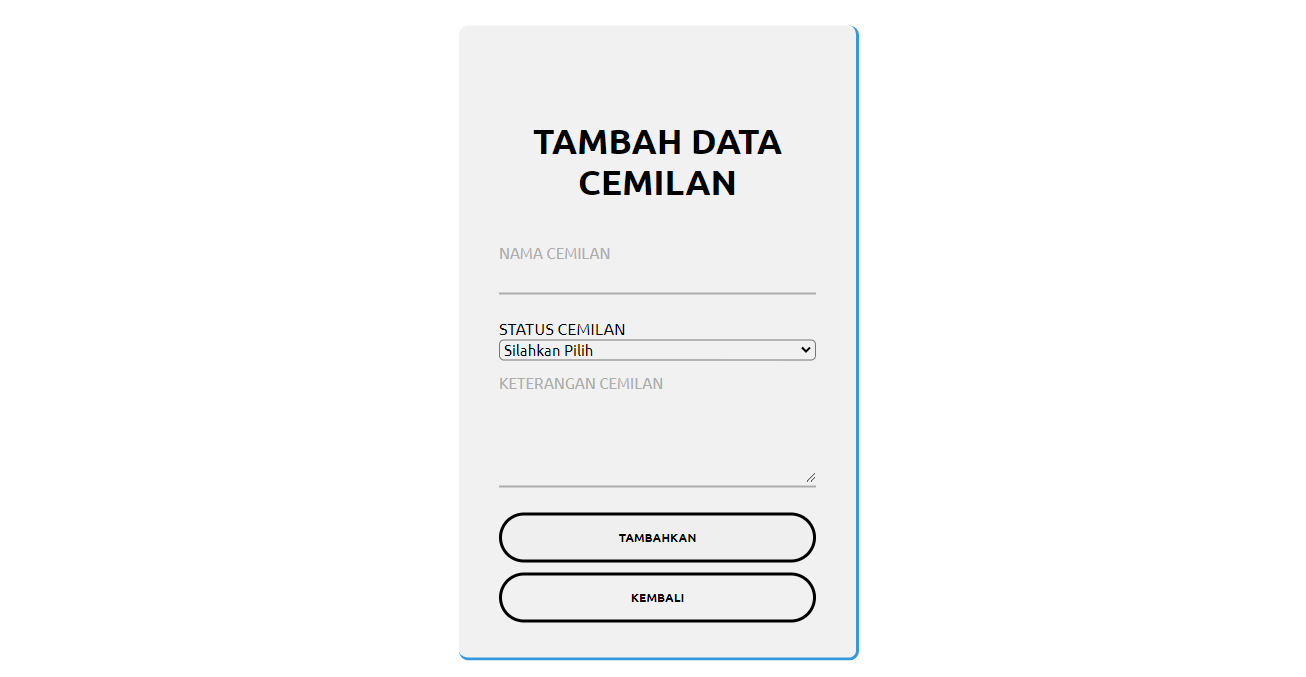 TAMBAH DATA
CEMILAN
NAMA CEMILAN
STATUS CEMILAN
Silahkan Pilih
KETERANGAN CEMILAN
TAMBAHKAN
KEMBALI